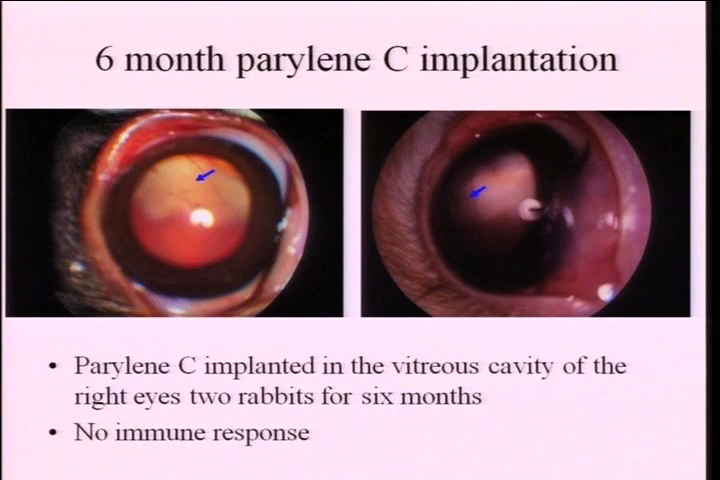 6 month parylene C implantation
• Parylene C implanted in the vitreous cavity of the
right eyes two rabbits for six months
• No immune response